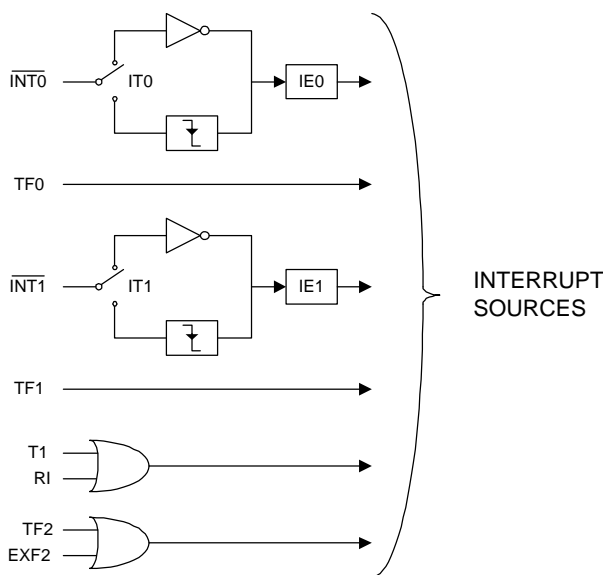 INT0
IT0
IE0
TF0
INT1
IT1
IE1
INTERRUPT
SOURCES
TF1
T1
RI
TF2
EXF2